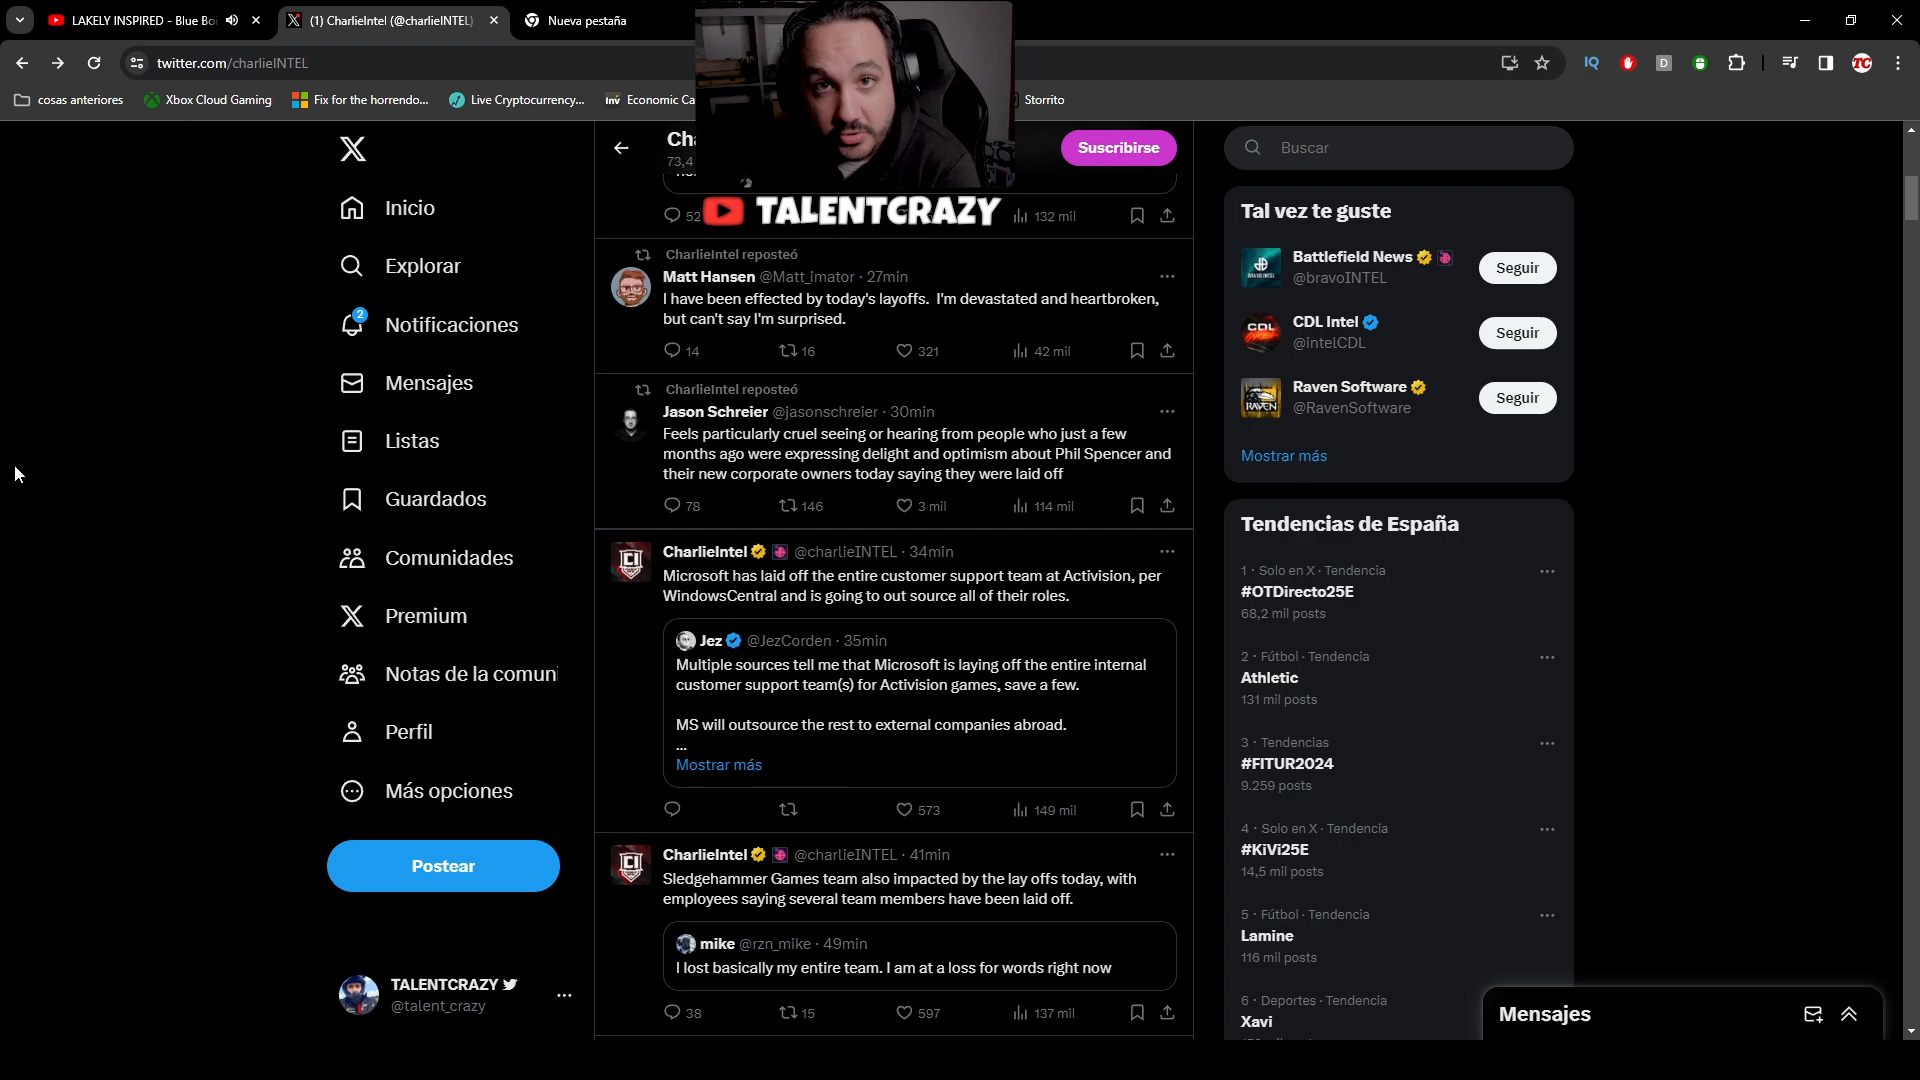 LAKELY INSPIRED - Blue Boi
(1) CharlieIntel (@charlieINTEL)
Nueva pestaña
twitter.com/charlieINTEL
cosas anteriores
Xbox Cloud Gaming
Fix for the horrendo...
Live Cryptocurrency...
Economic Ca
Storrito
Inicio
Explorar
2
Notificaciones
Mensajes
Listas
Guardados
Comunidades
Premium
Notas de la comuni
Perfil
Más opciones
Postear
TALENTCRAZY
@talent_crazy
Suscribirse
73,4
52
132 mil
TALENTCRAZY
CharlieIntel reposteó
Matt Hansen @Matt_imator · 27min
I have been effected by today's layoffs. I'm devastated and heartbroken,
but can't say I'm surprised.
14 16 321 42 mil
CharlieIntel reposteó
Jason Schreier @jasonschreier · 30min
Feels particularly cruel seeing or hearing from people who just a few
months ago were expressing delight and optimism about Phil Spencer and
their new corporate owners today saying they were laid off
78 146 3 mil 114 mil
CharlieIntel @charlieINTEL · 34min
Microsoft has laid off the entire customer support team at Activision, per
WindowsCentral and is going to out source all of their roles.
Jez @JezCorden · 35min
Multiple sources tell me that Microsoft is laying off the entire internal
customer support team(s) for Activision games, save a few.
MS will outsource the rest to external companies abroad.
...
Mostrar más
573 149 mil
CharlieIntel @charlieINTEL · 41min
Sledgehammer Games team also impacted by the lay offs today, with
employees saying several team members have been laid off.
mike @rzn_mike · 49min
I lost basically my entire team. I am at a loss for words right now
38 15 597 137 mil
Buscar
Tal vez te guste
Battlefield News
@bravoINTEL
Seguir
CDL Intel
@intelCDL
Seguir
Raven Software
@RavenSoftware
Seguir
Mostrar más
Tendencias de España
1 · Solo en X · Tendencia
#OTDirecto25E
68,2 mil posts
2 · Fútbol · Tendencia
Athletic
131 mil posts
3 · Tendencias
#FITUR2024
9.259 posts
4 · Solo en X · Tendencia
#KiVi25E
14,5 mil posts
5 · Fútbol · Tendencia
Lamine
116 mil posts
6 · Deportes · Tendencia
Xavi
Mensajes